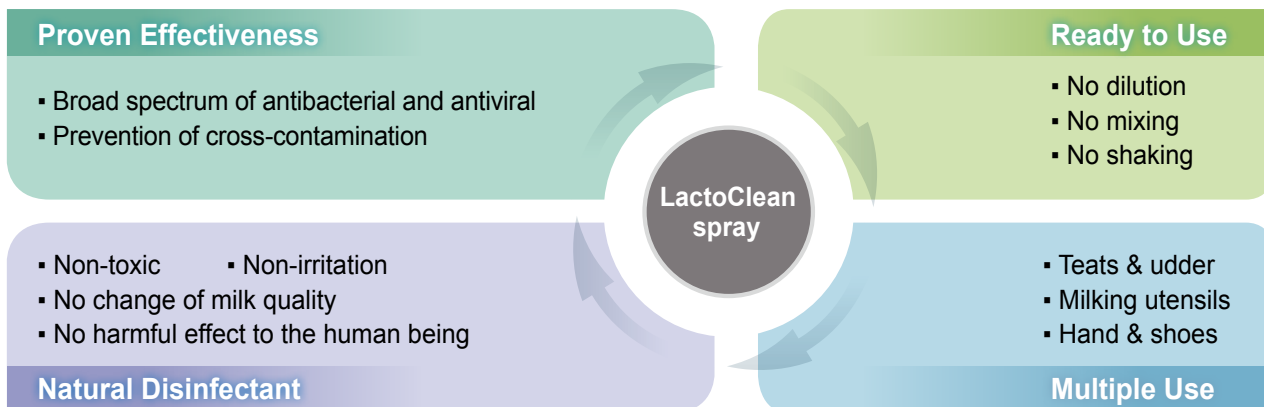 Proven Effectiveness
▪ Broad spectrum of antibacterial and antiviral
▪ Prevention of cross-contamination
Ready to Use
▪ No dilution
▪ No mixing
▪ No shaking
LactoClean
spray
▪ Non-toxic ▪ Non-irritation
▪ No change of milk quality
▪ No harmful effect to the human being
Natural Disinfectant
▪ Teats & udder
▪ Milking utensils
▪ Hand & shoes
Multiple Use